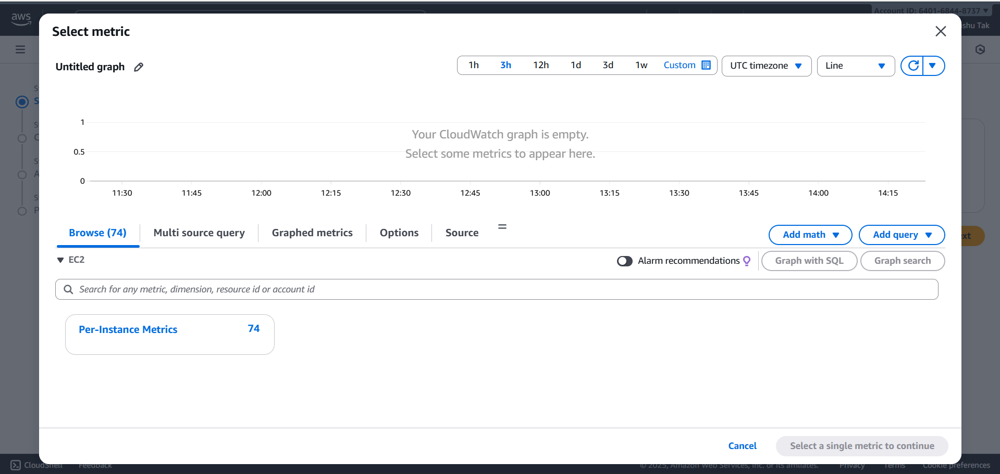 aws
Account ID: 6401-6844-8737
shu Tak
Select metric
Untitled graph
1h 3h 12h 1d 3d 1w Custom
UTC timezone
Line
1
Your CloudWatch graph is empty.
0.5
Select some metrics to appear here.
0
11:30 11:45 12:00 12:15 12:30 12:45 13:00 13:15 13:30 13:45 14:00 14:15
Browse (74) Multi source query Graphed metrics Options Source
Add math Add query
EC2
Alarm recommendations Graph with SQL Graph search
Search for any metric, dimension, resource id or account id
Per-Instance Metrics 74
Cancel Select a single metric to continue
CloudShell Feedback © 2025, Amazon Web Services, Inc. or its affiliates. Privacy Terms Cookie preferences